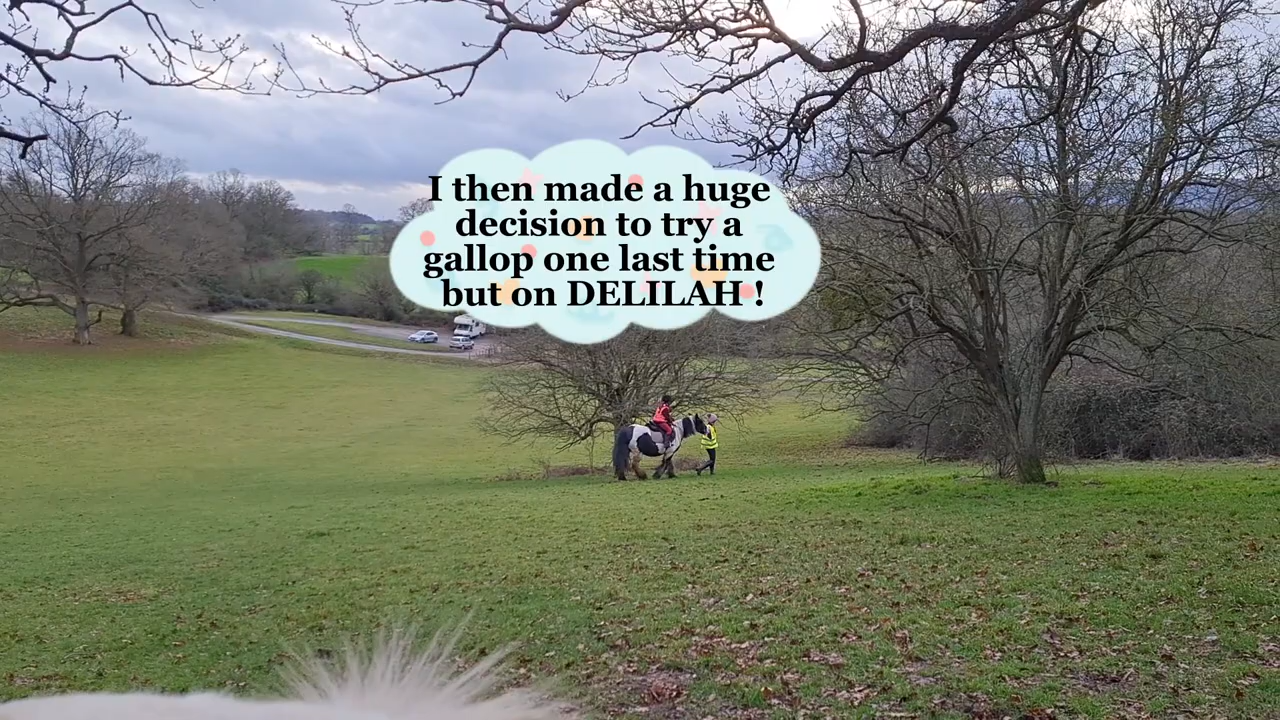 I then made a huge
decision to try a
gallop one last time
but on DELILAH !